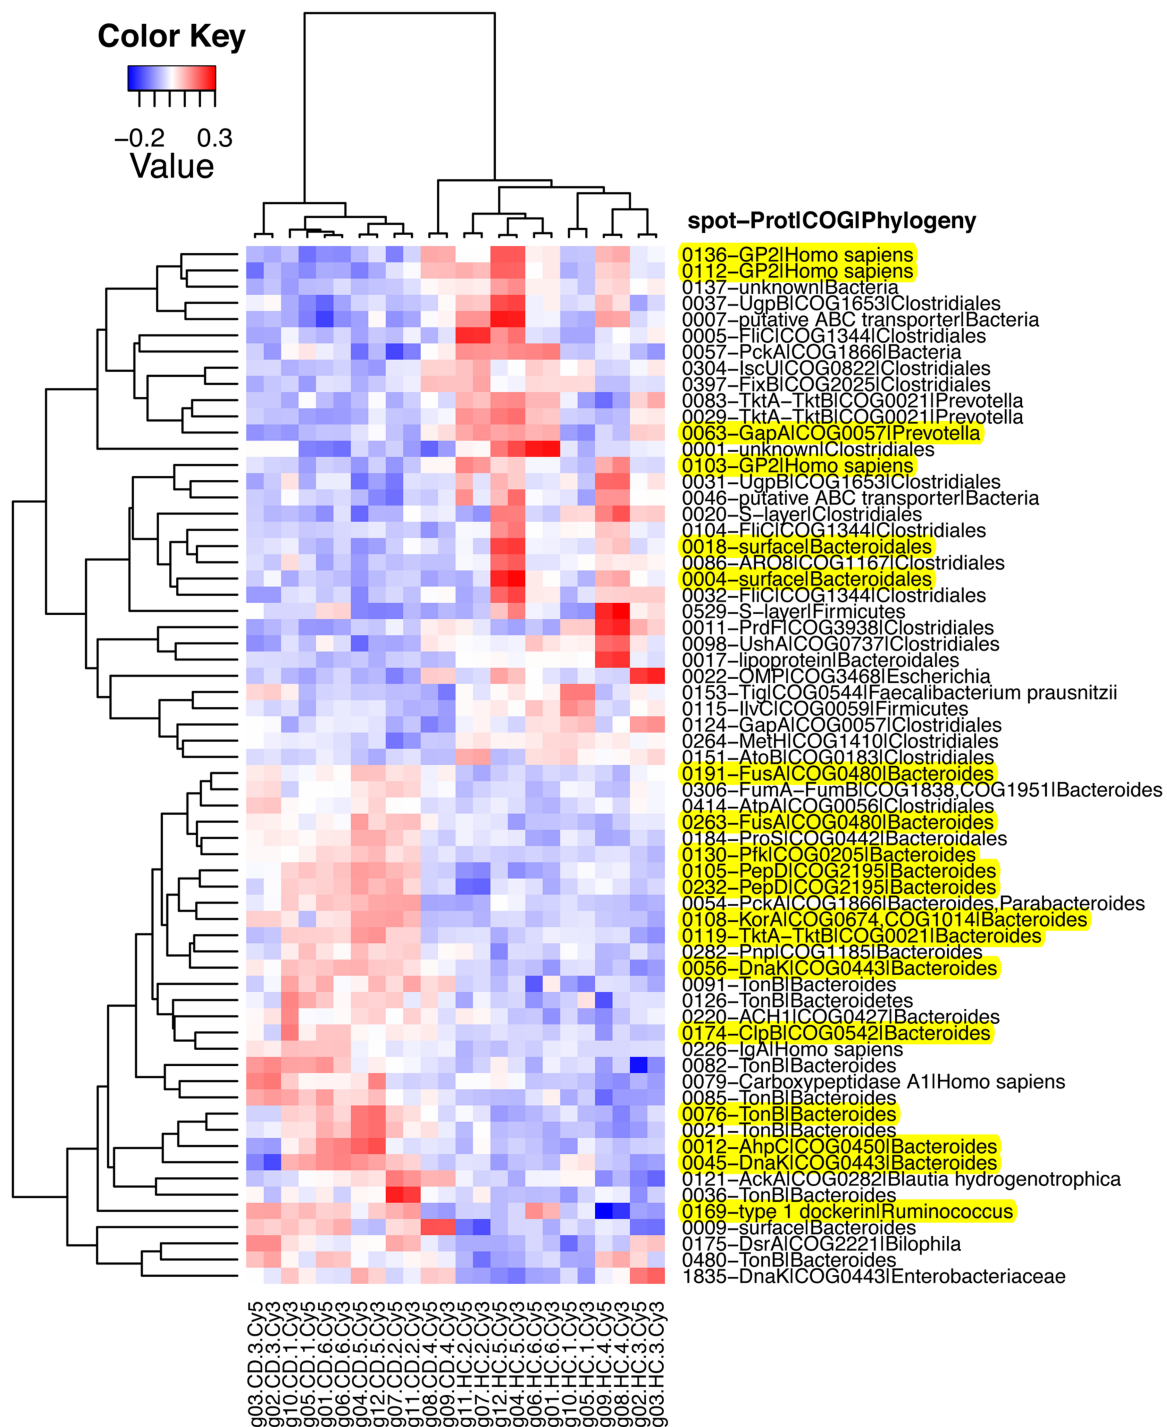 Color Key
−0.2 0.3
Value
spot−Prot|COG|Phylogeny
0136−GP2|Homo sapiens
0112−GP2|Homo sapiens
0137−unknown|Bacteria
0037−UgpB|COG1653|Clostridiales
0007−putative ABC transporter|Bacteria
0005−FliC|COG1344|Clostridiales
0057−PckA|COG1866|Bacteria
0304−IscU|COG0822|Clostridiales
0397−FixB|COG2025|Clostridiales
0083−TktA−TktB|COG0021|Prevotella
0029−TktA−TktB|COG0021|Prevotella
0063−GapA|COG0057|Prevotella
0001−unknown|Clostridiales
0103−GP2|Homo sapiens
0031−UgpB|COG1653|Clostridiales
0046−putative ABC transporter|Bacteria
0020−S−layer|Clostridiales
0104−FliC|COG1344|Clostridiales
0018−surface|Bacteroidales
0086−ARO8|COG1167|Clostridiales
0004−surface|Bacteroidales
0032−FliC|COG1344|Clostridiales
0529−S−layer|Firmicutes
0011−PrdF|COG3938|Clostridiales
0098−UshA|COG0737|Clostridiales
0017−lipoprotein|Bacteroidales
0022−OMP|COG3468|Escherichia
0153−Tig|COG0544|Faecalibacterium prausnitzii
0115−IlvC|COG0059|Firmicutes
0124−GapA|COG0057|Clostridiales
0264−MetH|COG1410|Clostridiales
0151−AtoB|COG0183|Clostridiales
0191−FusA|COG0480|Bacteroides
0306−FumA−FumB|COG1838,COG1951|Bacteroides
0414−AtpA|COG0056|Clostridiales
0263−FusA|COG0480|Bacteroides
0184−ProS|COG0442|Bacteroidales
0130−Pfk|COG0205|Bacteroides
0105−PepD|COG2195|Bacteroides
0232−PepD|COG2195|Bacteroides
0054−PckA|COG1866|Bacteroides,Parabacteroides
0108−KorA|COG0674,COG1014|Bacteroides
0119−TktA−TktB|COG0021|Bacteroides
0282−Pnp|COG1185|Bacteroides
0056−DnaK|COG0443|Bacteroides
0091−TonB|Bacteroides
0126−TonB|Bacteroidetes
0220−ACH1|COG0427|Bacteroides
0174−ClpB|COG0542|Bacteroides
0226−IgA|Homo sapiens
0082−TonB|Bacteroides
0079−Carboxypeptidase A1|Homo sapiens
0085−TonB|Bacteroides
0076−TonB|Bacteroides
0021−TonB|Bacteroides
0012−AhpC|COG0450|Bacteroides
0045−DnaK|COG0443|Bacteroides
0121−AckA|COG0282|Blautia hydrogenotrophica
0036−TonB|Bacteroides
0169−type 1 dockerin|Ruminococcus
0009−surface|Bacteroides
0175−DsrA|COG2221|Bilophila
0480−TonB|Bacteroides
1835−DnaK|COG0443|Enterobacteriaceae
g03.CD.3.Cy5
g02.CD.3.Cy3
g10.CD.1.Cy3
g05.CD.1.Cy5
g01.CD.6.Cy5
g06.CD.6.Cy3
g04.CD.5.Cy5
g12.CD.5.Cy3
g07.CD.2.Cy5
g11.CD.2.Cy3
g08.CD.4.Cy5
g09.CD.4.Cy3
g11.HC.2.Cy5
g07.HC.2.Cy3
g12.HC.5.Cy5
g04.HC.5.Cy3
g06.HC.6.Cy5
g01.HC.6.Cy3
g10.HC.1.Cy5
g05.HC.1.Cy3
g09.HC.4.Cy5
g08.HC.4.Cy3
g02.HC.3.Cy5
g03.HC.3.Cy3